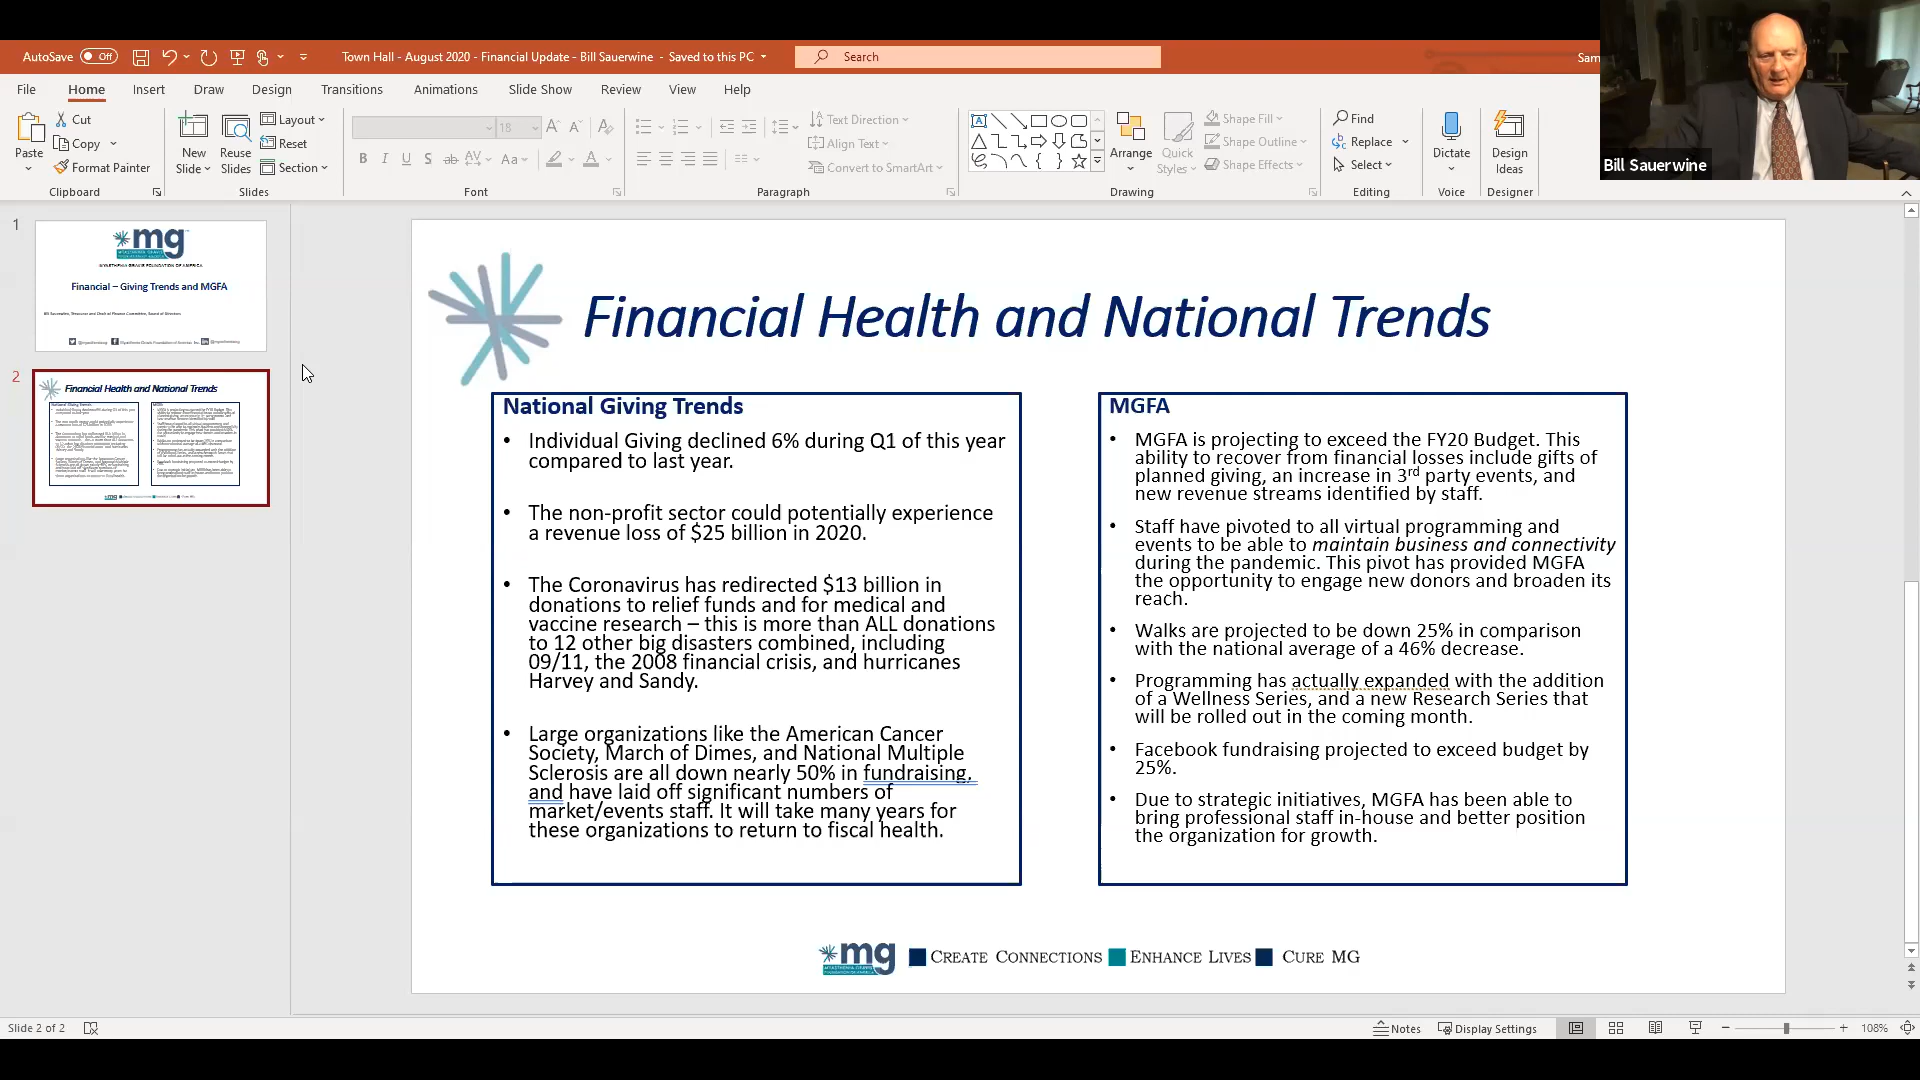 AutoSave Off Town Hall - August 2020 - Financial Update - Bill Sauerwine - Saved to this PC Search Sam
File Home Insert Draw Design Transitions Animations Slide Show Review View Help
Paste Cut Copy Format Painter
Clipboard
New Slide Reuse Slides Layout Reset Section
Slides
18
B I U S ab AV Aa A
Font
Text Direction
Align Text
Convert to SmartArt
Paragraph
Arrange Quick Styles Shape Fill Shape Outline Shape Effects
Drawing
Find
Replace
Select
Editing
Dictate
Voice
Design Ideas
Designer
Bill Sauerwine
1
mg
MYASTHENIA GRAVIS FOUNDATION OF AMERICA
Financial – Giving Trends and MGFA
2
Financial Health and National Trends
Financial Health and National Trends
National Giving Trends
• Individual Giving declined 6% during Q1 of this year
compared to last year.
• The non-profit sector could potentially experience
a revenue loss of $25 billion in 2020.
• The Coronavirus has redirected $13 billion in
donations to relief funds and for medical and
vaccine research – this is more than ALL donations
to 12 other big disasters combined, including
09/11, the 2008 financial crisis, and hurricanes
Harvey and Sandy.
• Large organizations like the American Cancer
Society, March of Dimes, and National Multiple
Sclerosis are all down nearly 50% in fundraising,
and have laid off significant numbers of
market/events staff. It will take many years for
these organizations to return to fiscal health.
MGFA
• MGFA is projecting to exceed the FY20 Budget. This
ability to recover from financial losses include gifts of
planned giving, an increase in 3rd party events, and
new revenue streams identified by staff.
• Staff have pivoted to all virtual programming and
events to be able to maintain business and connectivity
during the pandemic. This pivot has provided MGFA
the opportunity to engage new donors and broaden its
reach.
• Walks are projected to be down 25% in comparison
with the national average of a 46% decrease.
• Programming has actually expanded with the addition
of a Wellness Series, and a new Research Series that
will be rolled out in the coming month.
• Facebook fundraising projected to exceed budget by
25%.
• Due to strategic initiatives, MGFA has been able to
bring professional staff in-house and better position
the organization for growth.
mg CREATE CONNECTIONS ENHANCE LIVES CURE MG
Slide 2 of 2 Notes Display Settings 108%